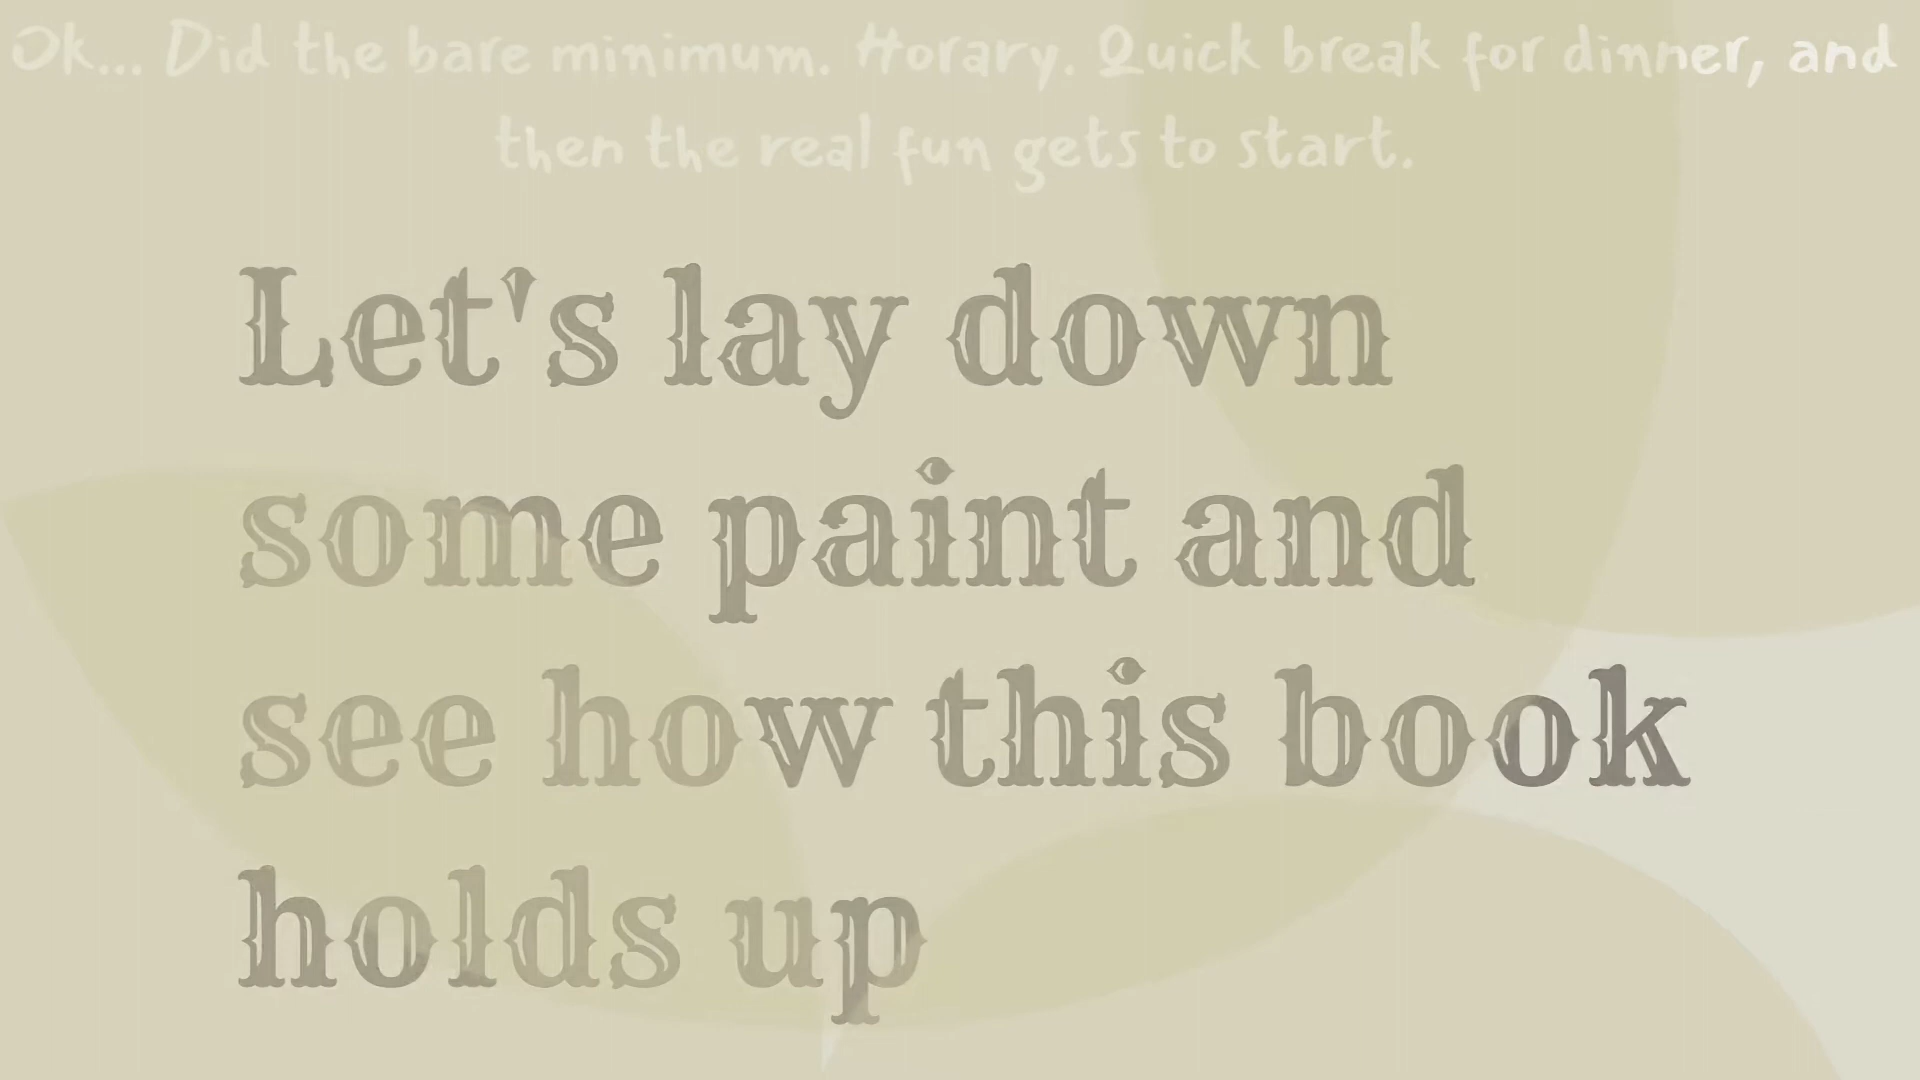 Ok... Did the bare minimum. Horary. Quick break for dinner, and
then the real fun gets to start.
Let's lay down
some paint and
see how this book
holds up